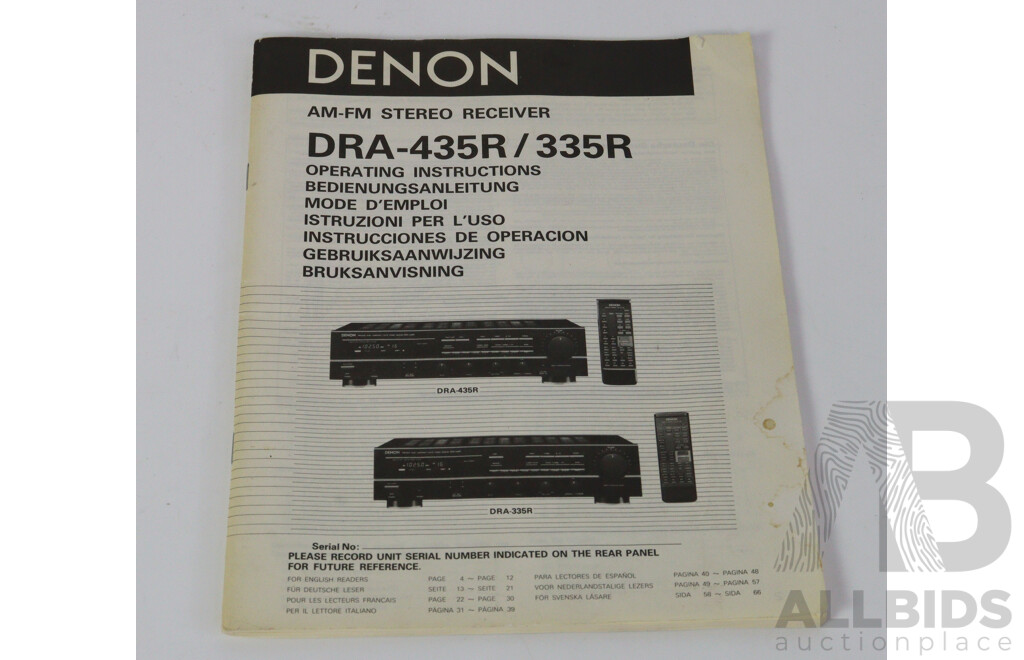 DENON
AM-FM STEREO RECEIVER
DRA-435R / 335R
OPERATING INSTRUCTIONS
BEDIENUNGSANLEITUNG
MODE D'EMPLOI
ISTRUZIONI PER L'USO
INSTRUCCIONES DE OPERACION
GEBRUIKSAANWIJZING
BRUKSANVISNING
DENON
DRA-435R
DENON
DRA-335R
Serial No:
PLEASE RECORD UNIT SERIAL NUMBER INDICATED ON THE REAR PANEL
FOR FUTURE REFERENCE.
FOR ENGLISH READERS PAGE 4 ~ PAGE 12
FÜR DEUTSCHE LESER SEITE 13 ~ SEITE 21
POUR LES LECTEURS FRANCAIS PAGE 22 ~ PAGE 30
PER IL LETTORE ITALIANO PAGINA 31 ~ PAGINA 39
PARA LECTORES DE ESPAÑOL PAGINA 40 ~ PAGINA 48
VOOR NEDERLANDSTALIGE LEZERS PAGINA 49 ~ PAGINA 57
FÖR SVENSKA LÄSARE SIDA 58 ~ SIDA 66
AB
ALLBIDS
auctionplace